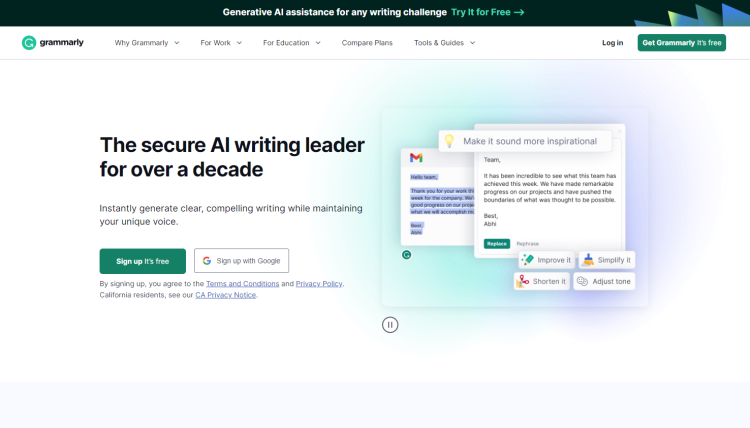 Generative AI assistance for any writing challenge Try It for Free →
grammarly
Why Grammarly
For Work
For Education
Compare Plans
Tools & Guides
Log in
Get Grammarly It's free
The secure AI writing leader
for over a decade
Instantly generate clear, compelling writing while maintaining
your unique voice.
Sign up It's free
Sign up with Google
By signing up, you agree to the Terms and Conditions and Privacy Policy.
California residents, see our CA Privacy Notice.
Make it sound more inspirational
Hello team,
Thank you for your work th
week for the company. We'
good progress on our proje
what we will accomplish
Best,
Abhi
Team,
It has been incredible to see what this team has
achieved this week. We have made remarkable
progress on our projects and have pushed the
boundaries of what was thought to be possible.
Best,
Abhi
Replace
Rephrase
Improve it
Simplify it
Shorten it
Adjust tone